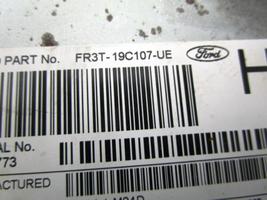 PART No. FR3T-19C107-UE Ford
H
AL No.
773
ACTURED